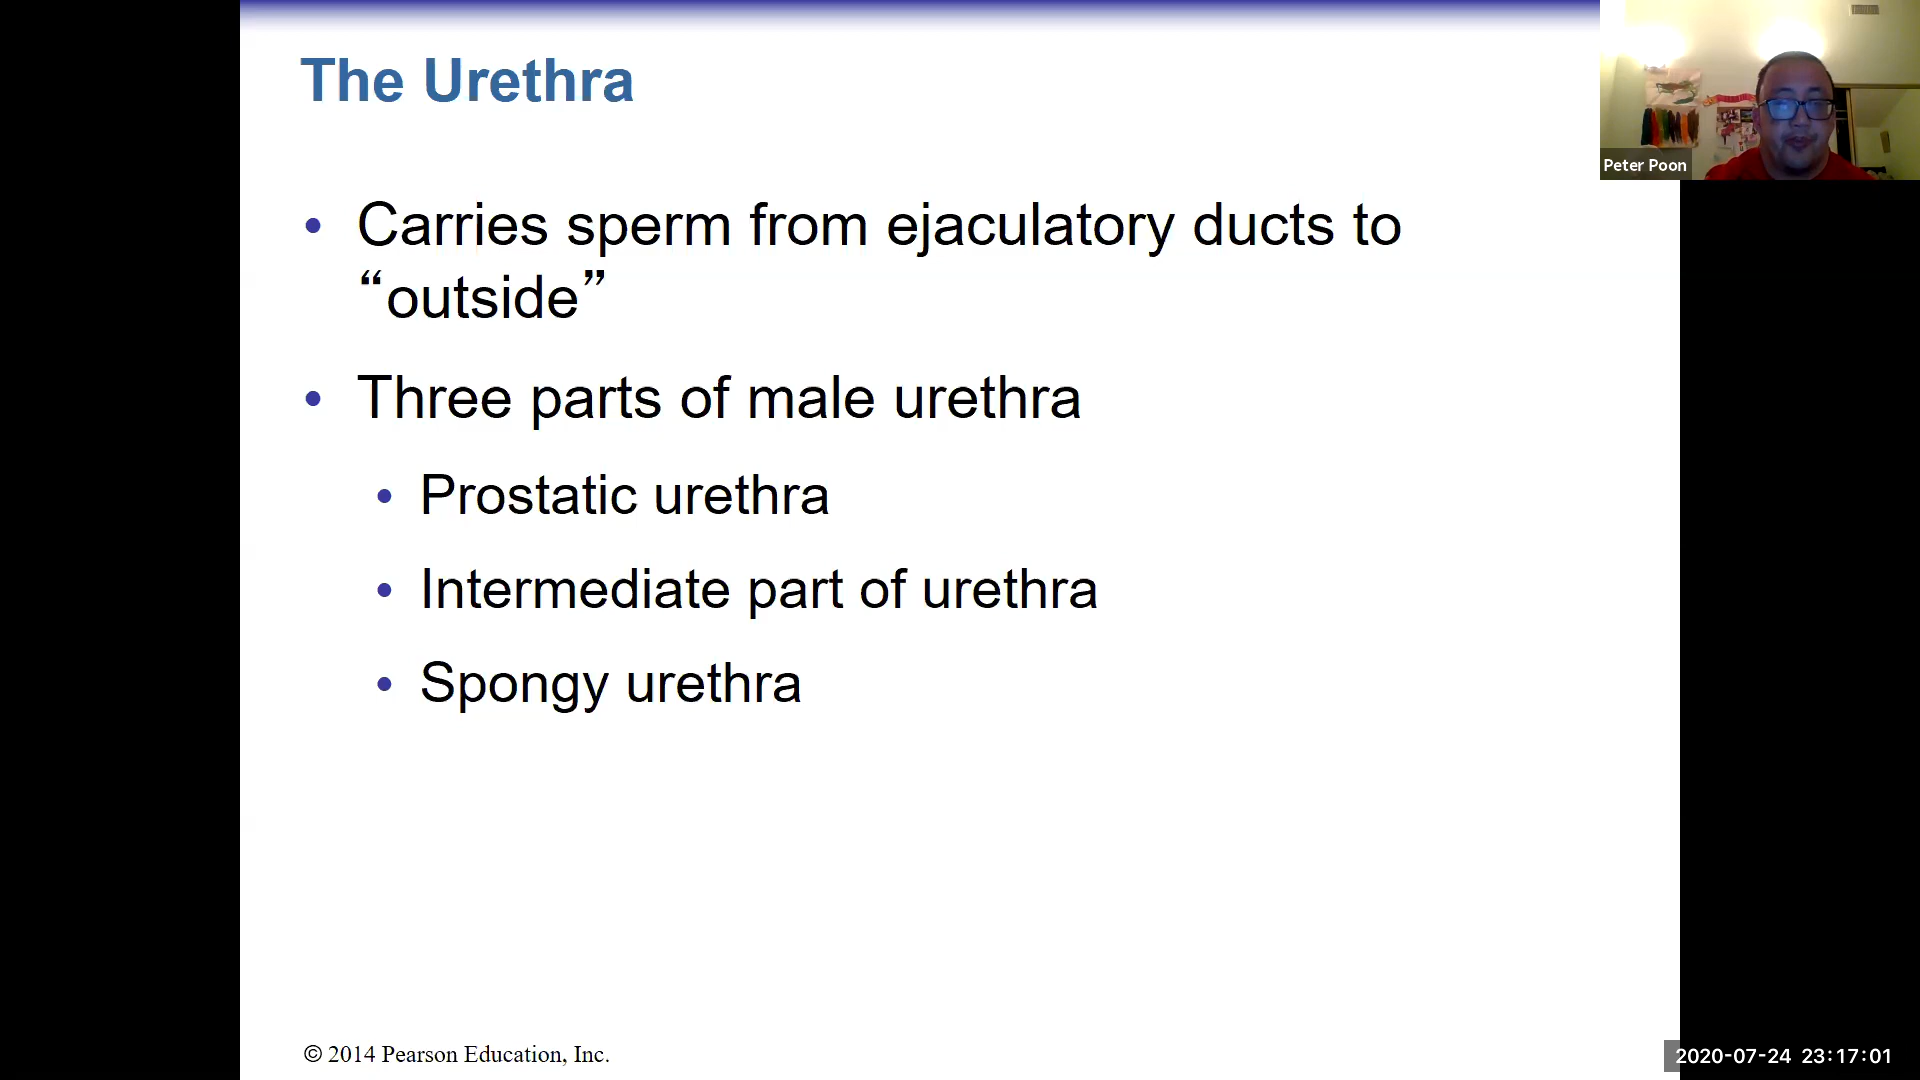 The Urethra
• Carries sperm from ejaculatory ducts to
“outside”
• Three parts of male urethra
• Prostatic urethra
• Intermediate part of urethra
• Spongy urethra
© 2014 Pearson Education, Inc.
Peter Poon
2020-07-24 23:17:01